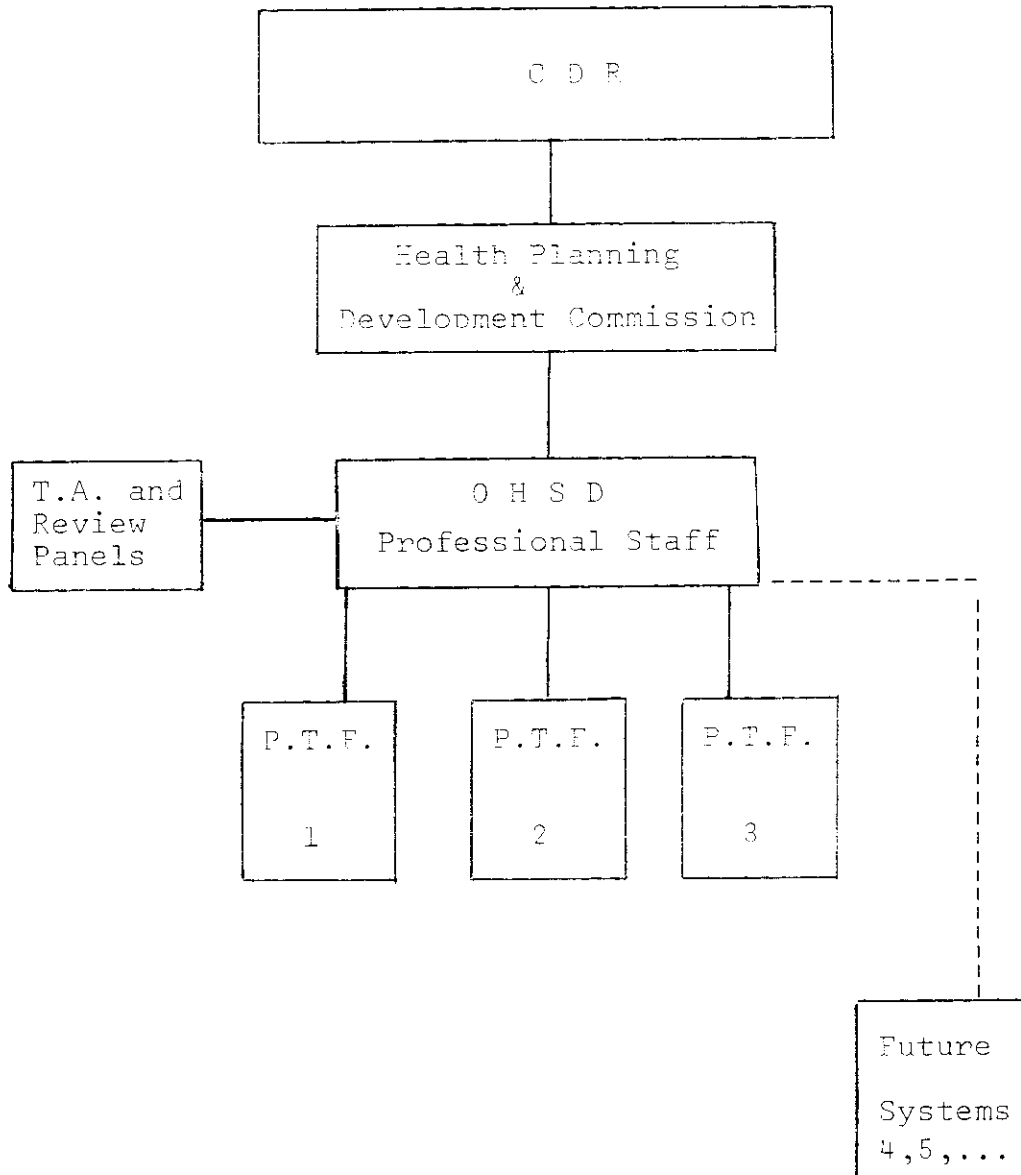 C D R
Health Planning
&
Development Commission
T.A. and
Review
Panels
O H S D
Professional Staff
P.T.F.
1
P.T.F.
2
P.T.F.
3
Future
Systems
4,5,...